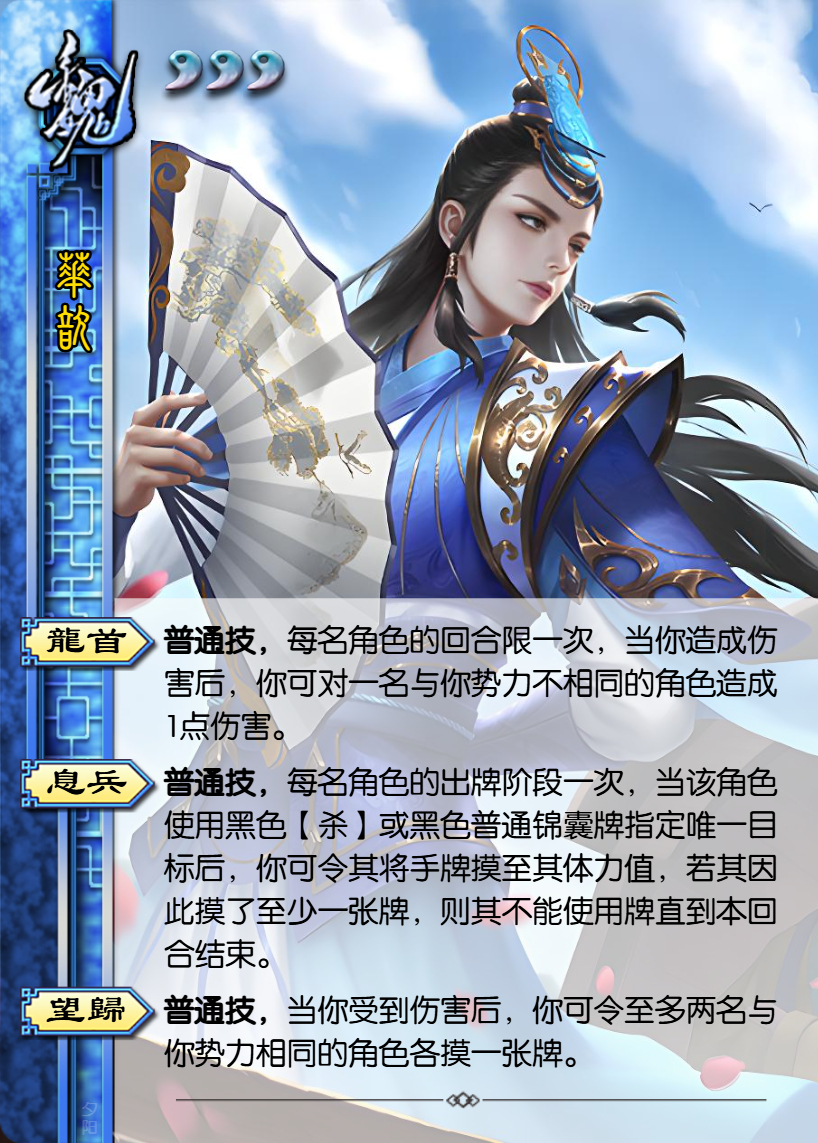 魏
華歆
龍首
普通技，每名角色的回合限一次，当你造成伤
害后，你可对一名与你势力不相同的角色造成
1点伤害。
息兵
普通技，每名角色的出牌阶段一次，当该角色
使用黑色【杀】或黑色普通锦囊牌指定唯一目
标后，你可令其将手牌摸至其体力值，若其因
此摸了至少一张牌，则其不能使用牌直到本回
合结束。
望歸
普通技，当你受到伤害后，你可令至多两名与
你势力相同的角色各摸一张牌。
夕阳